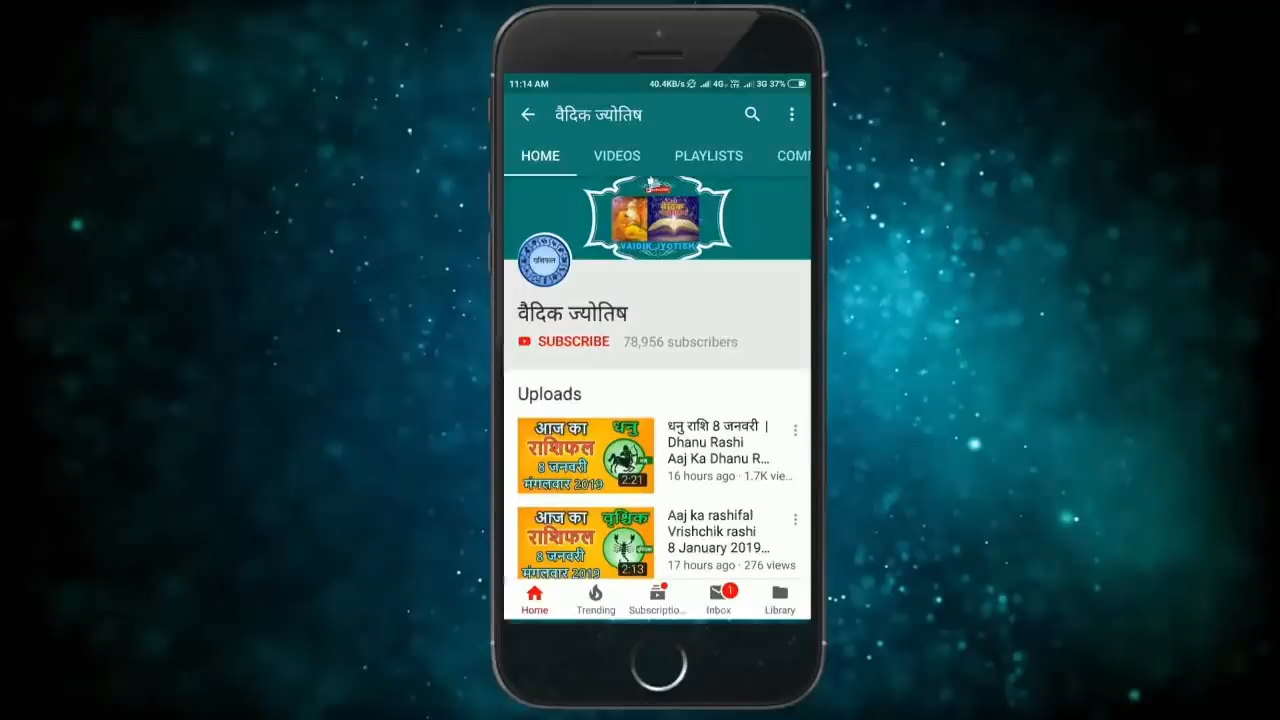 11:14 AM
40.4KB/s 4G 3G 37%
वैदिक ज्योतिष
HOME VIDEOS PLAYLISTS COM
वैदिक
VAIDIK JYOTISH
राशिफल
वैदिक ज्योतिष
SUBSCRIBE 78,956 subscribers
Uploads
आज का धनु
राशिफल
8 जनवरी
मंगलवार 2019
2:21
धनु राशि 8 जनवरी |
Dhanu Rashi
Aaj Ka Dhanu R...
16 hours ago · 1.7K vie...
आज का वृश्चिक
राशिफल
8 जनवरी
मंगलवार 2019
2:13
Aaj ka rashifal
Vrishchik rashi
8 January 2019...
17 hours ago · 276 views
Home Trending Subscriptio... Inbox 1 Library